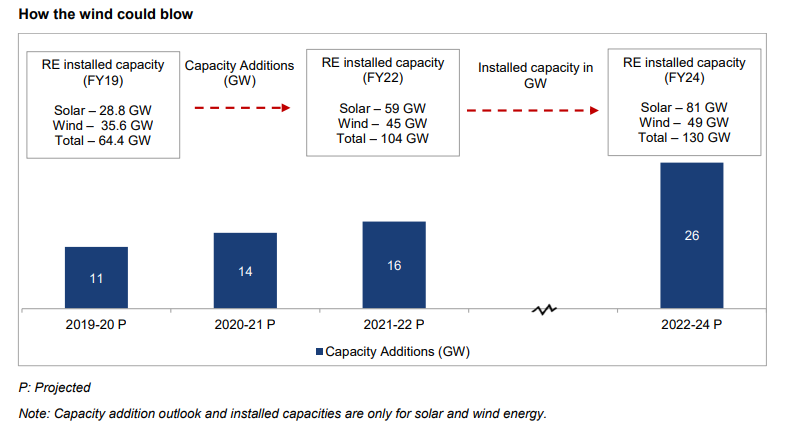 How the wind could blow
RE installed capacity
(FY19)
Solar – 28.8 GW
Wind – 35.6 GW
Total – 64.4 GW
Capacity Additions
(GW)
RE installed capacity
(FY22)
Solar – 59 GW
Wind – 45 GW
Total – 104 GW
Installed capacity in
GW
RE installed capacity
(FY24)
Solar – 81 GW
Wind – 49 GW
Total – 130 GW
11
14
16
26
2019-20 P
2020-21 P
2021-22 P
2022-24 P
Capacity Additions (GW)
P: Projected
Note: Capacity addition outlook and installed capacities are only for solar and wind energy.